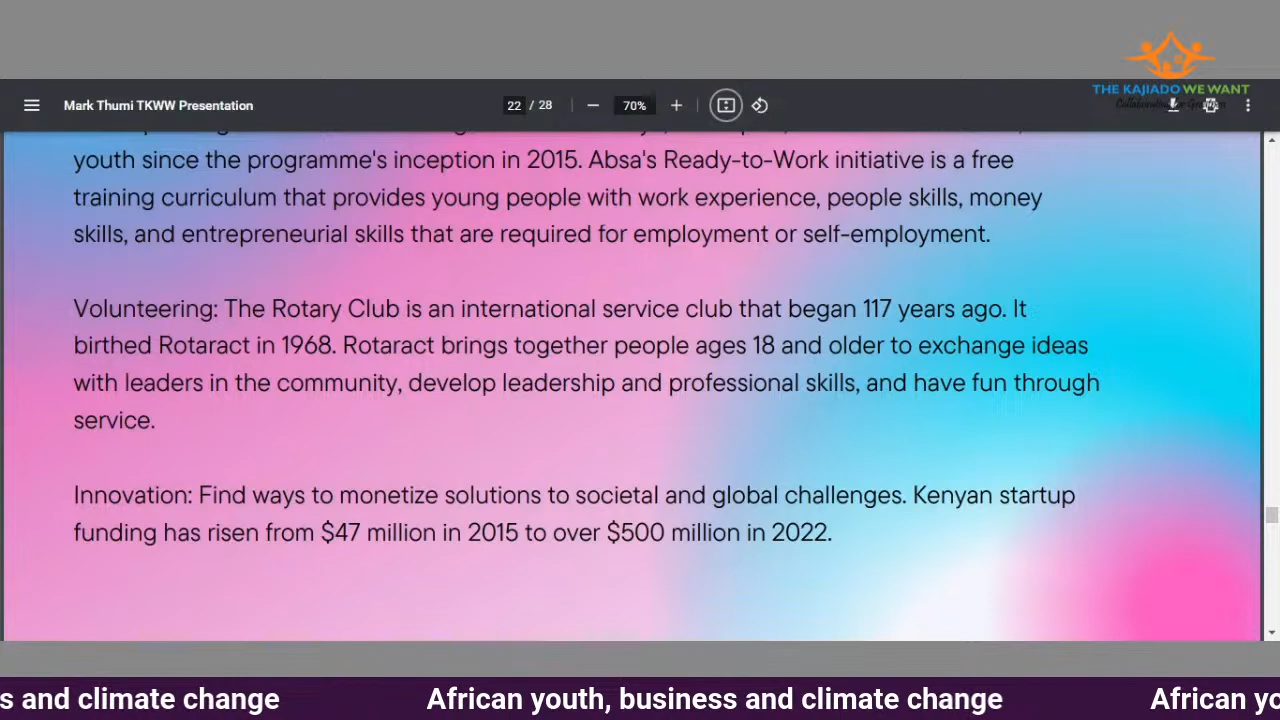 THE KAJIADO WE WANT
Mark Thumi TKWW Presentation
22 / 28
70%
youth since the programme's inception in 2015. Absa's Ready-to-Work initiative is a free
training curriculum that provides young people with work experience, people skills, money
skills, and entrepreneurial skills that are required for employment or self-employment.
Volunteering: The Rotary Club is an international service club that began 117 years ago. It
birthed Rotaract in 1968. Rotaract brings together people ages 18 and older to exchange ideas
with leaders in the community, develop leadership and professional skills, and have fun through
service.
Innovation: Find ways to monetize solutions to societal and global challenges. Kenyan startup
funding has risen from $47 million in 2015 to over $500 million in 2022.
s and climate change African youth, business and climate change African yo